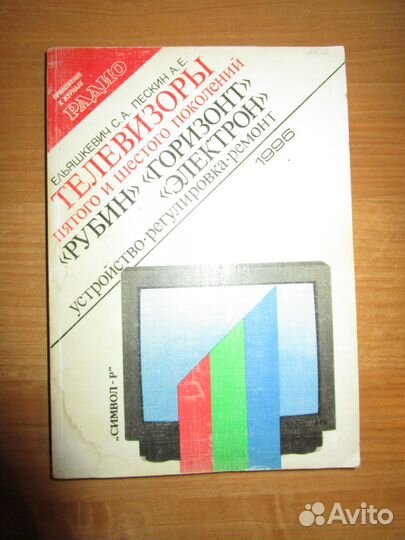 ПРИЛОЖЕНИЕ
К ЖУРНАЛУ
РАДИО
ЕЛЬЯШКЕВИЧ С.А. ПЕСКИН А.Е.
ТЕЛЕВИЗОРЫ
пятого и шестого поколений
«РУБИН» «ГОРИЗОНТ»
«ЭЛЕКТРОН»
устройство·регулировка·ремонт
1996
„СИМВОЛ-Р”
Avito